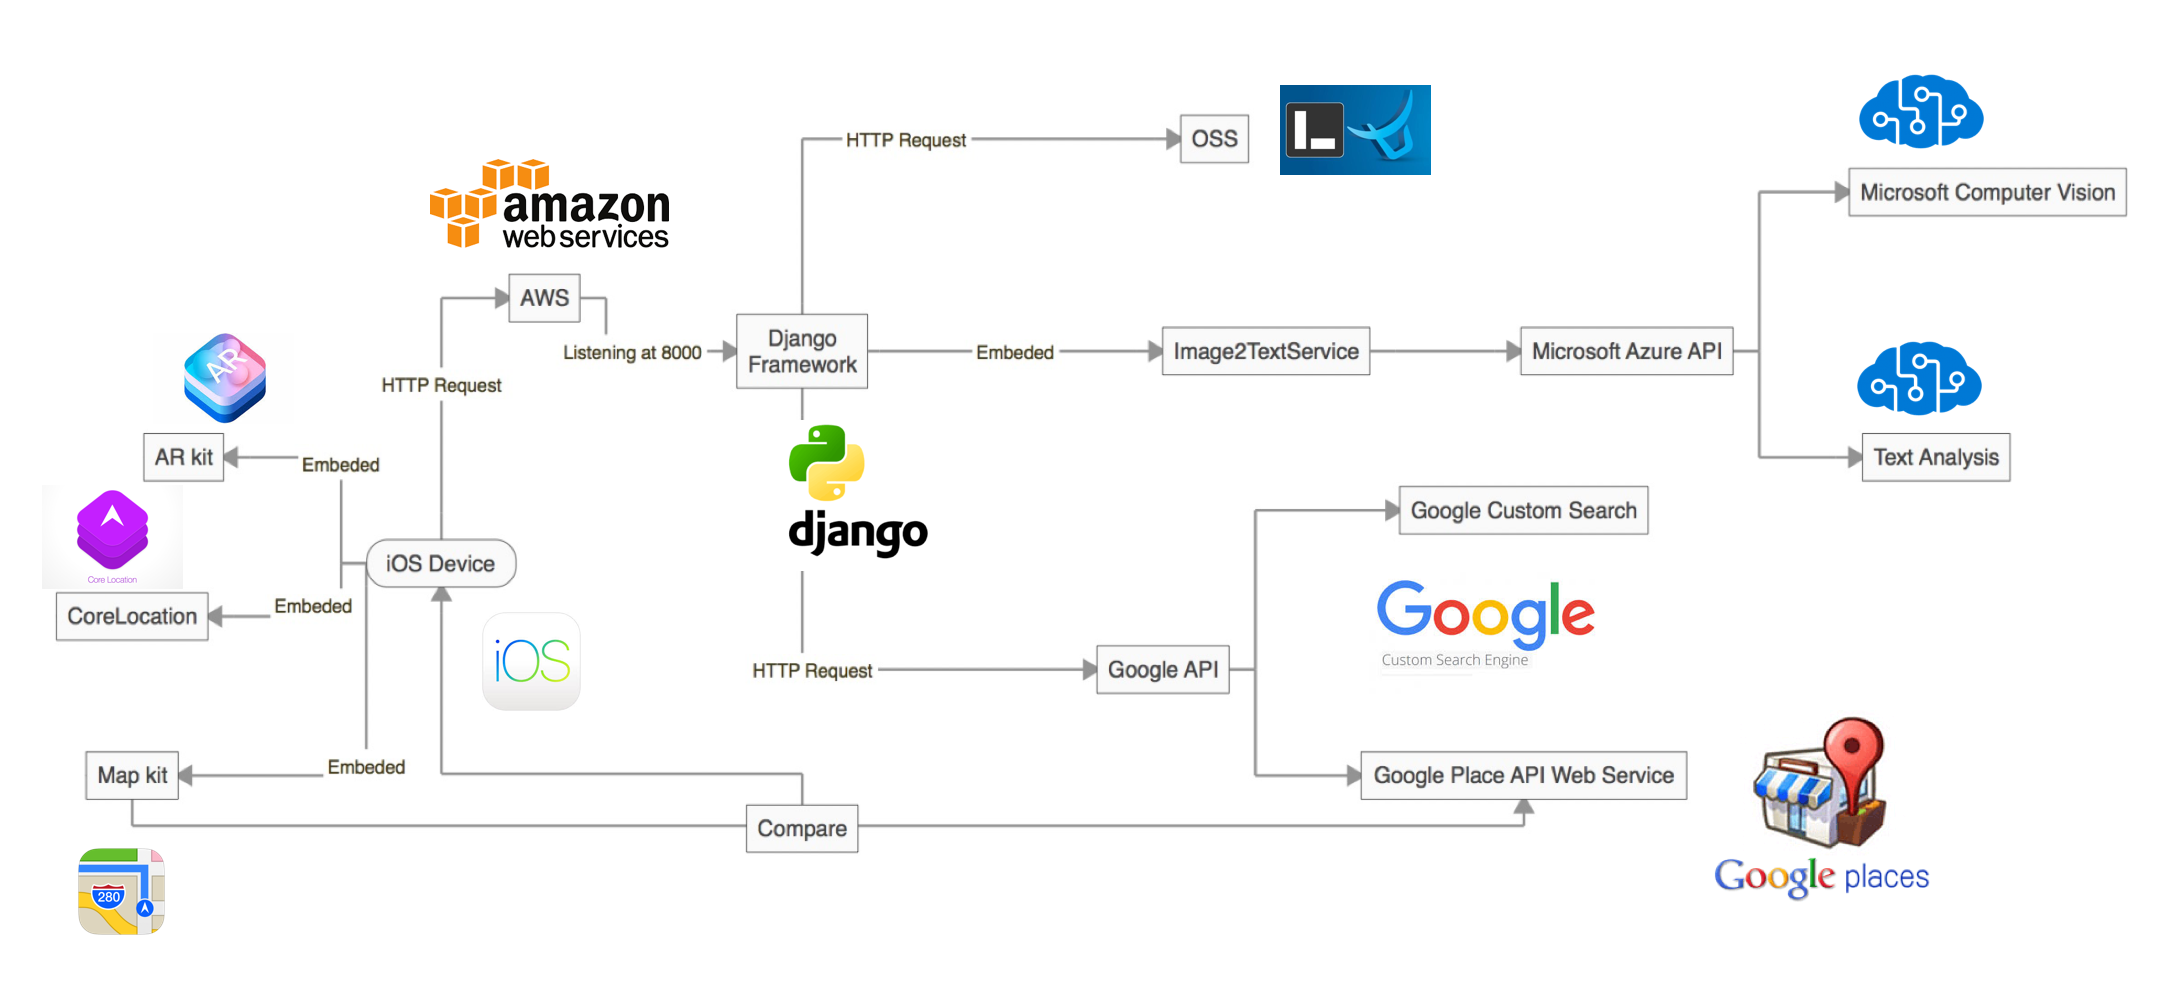 HTTP Request
OSS
L
Microsoft Computer Vision
amazon
web services
AWS
Listening at 8000
Django
Framework
Embeded
Image2TextService
Microsoft Azure API
HTTP Request
AR
AR kit
Embeded
Text Analysis
django
Google Custom Search
Core Location
iOS Device
CoreLocation
Embeded
iOS
Google
Custom Search Engine
HTTP Request
Google API
Map kit
Embeded
Google Place API Web Service
Compare
280
Google places